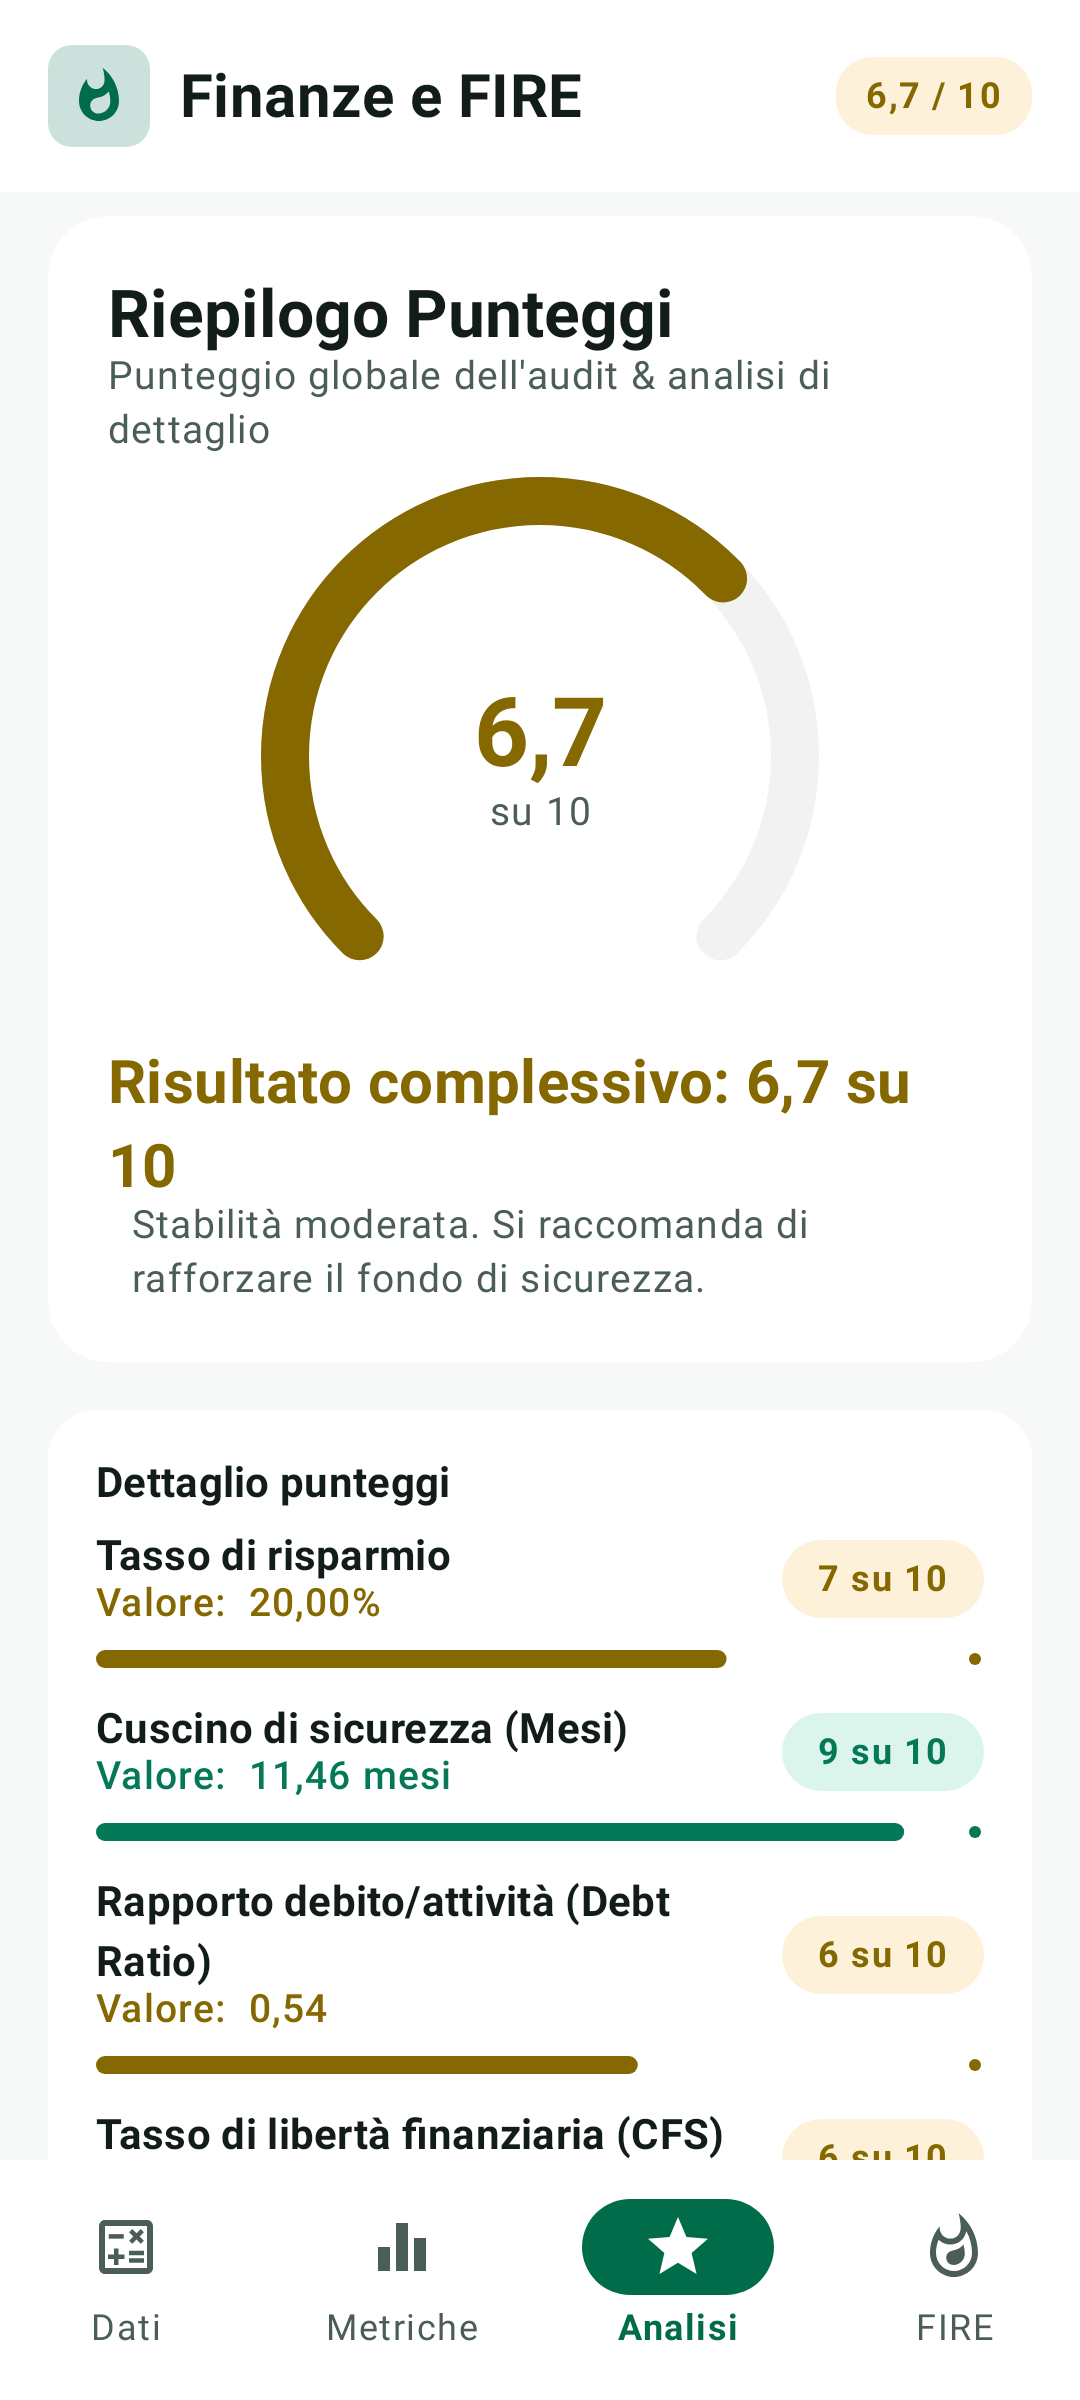 Finanze e FIRE
6,7 / 10
Riepilogo Punteggi
Punteggio globale dell'audit & analisi di
dettaglio
6,7
su 10
Risultato complessivo: 6,7 su
10
Stabilità moderata. Si raccomanda di
rafforzare il fondo di sicurezza.
Dettaglio punteggi
Tasso di risparmio
Valore: 20,00%
7 su 10
Cuscino di sicurezza (Mesi)
Valore: 11,46 mesi
9 su 10
Rapporto debito/attività (Debt
Ratio)
Valore: 0,54
6 su 10
Tasso di libertà finanziaria (CFS)
6 su 10
Dati
Metriche
Analisi
FIRE